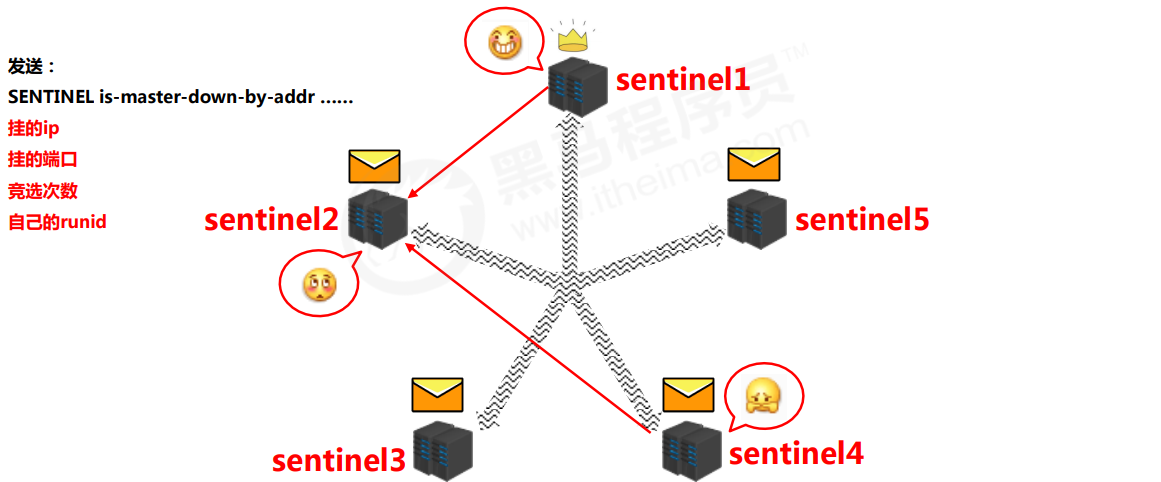 发送：
SENTINEL is-master-down-by-addr ……
挂的ip
挂的端口
竞选次数
自己的runid
sentinel1
sentinel2
sentinel5
sentinel3
sentinel4
黑马程序员™
www.itheima.com